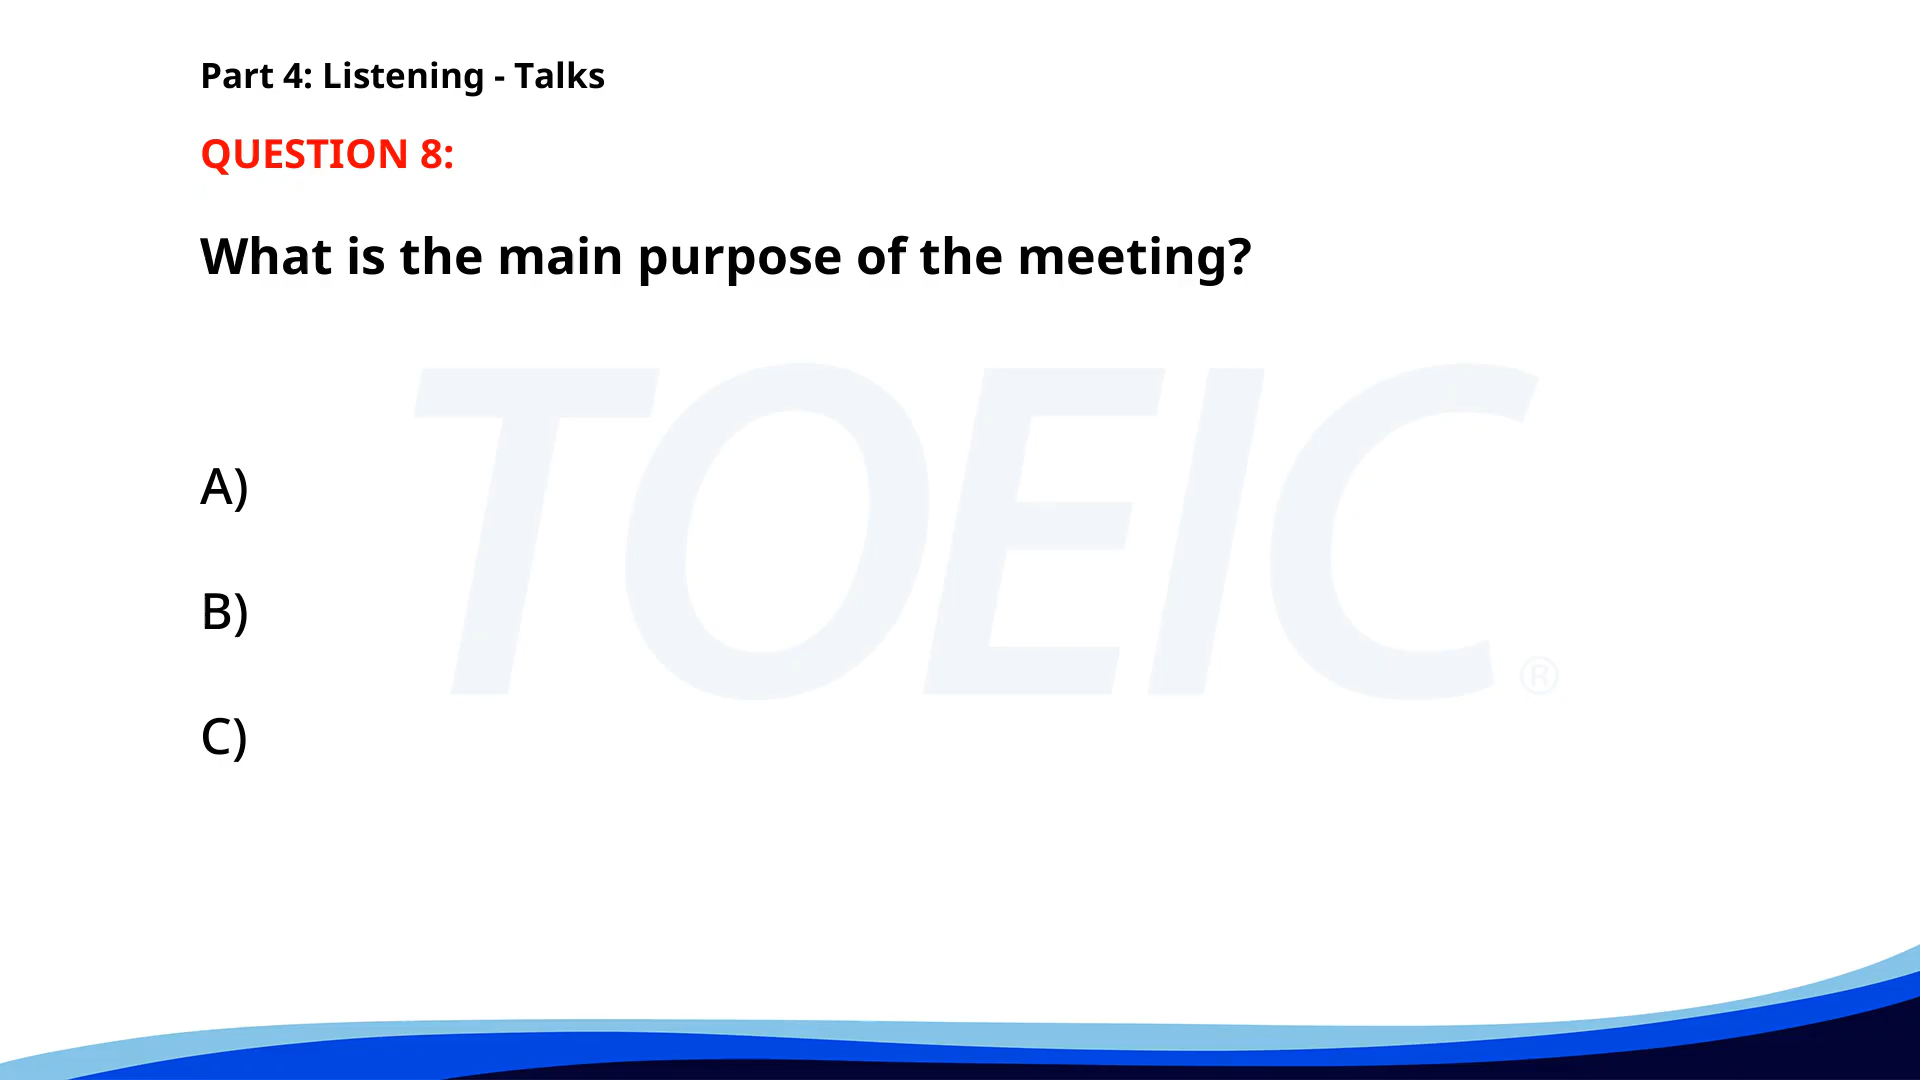 Part 4: Listening - Talks
QUESTION 8:
What is the main purpose of the meeting?
TOEIC®
A)
B)
C)